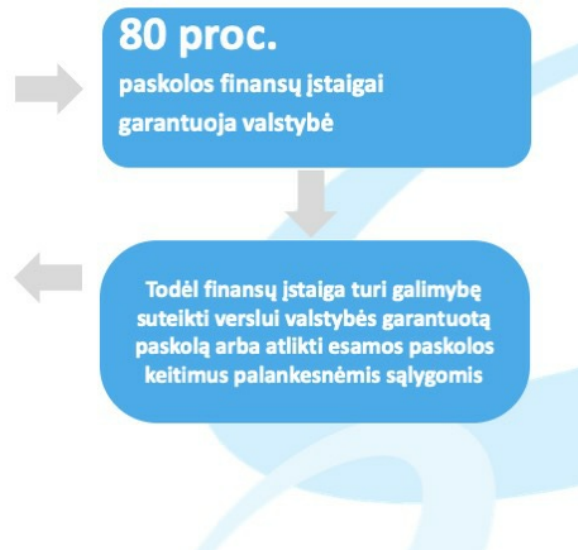 80 proc.
paskolos finansų įstaigai
garantuoja valstybė
Todėl finansų įstaiga turi galimybę
suteikti verslui valstybės garantuotą
paskolą arba atlikti esamos paskolos
keitimus palankesnėmis sąlygomis